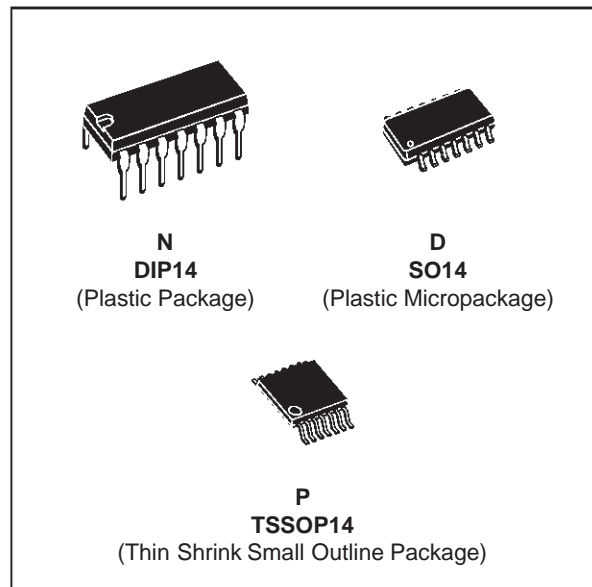 N
DIP14
(Plastic Package)
D
SO14
(Plastic Micropackage)
P
TSSOP14
(Thin Shrink Small Outline Package)